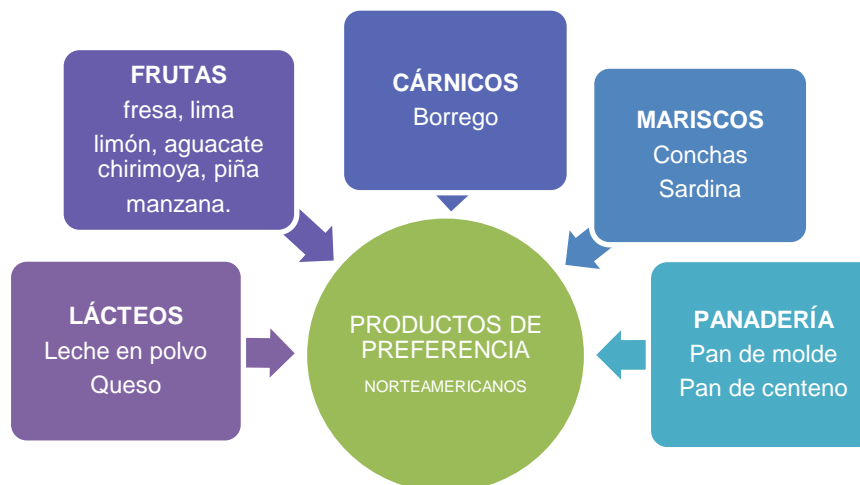 FRUTAS
fresa, lima
limón, aguacate
chirimoya, piña
manzana.
CÁRNICOS
Borrego
MARISCOS
Conchas
Sardina
LÁCTEOS
Leche en polvo
Queso
PRODUCTOS DE
PREFERENCIA
NORTEAMERICANOS
PANADERÍA
Pan de molde
Pan de centeno